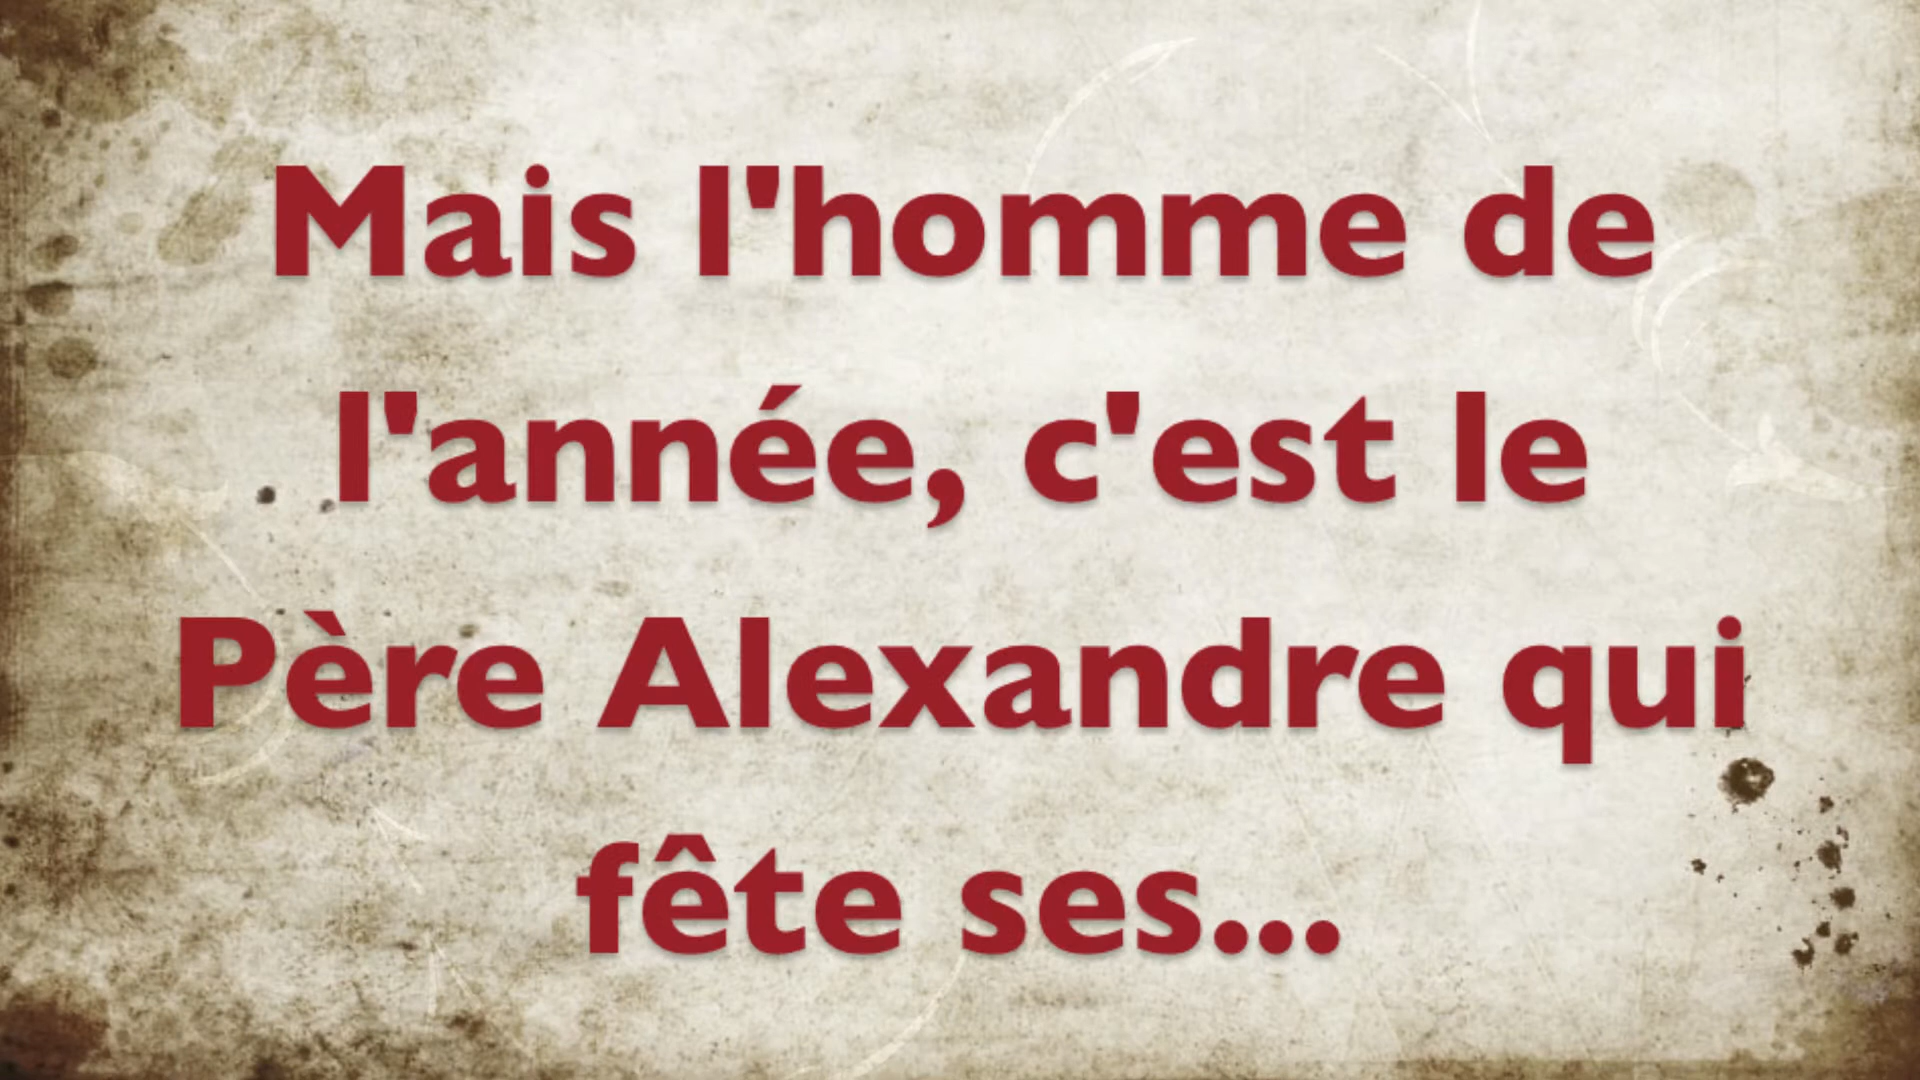 Mais l'homme de
l'année, c'est le
Père Alexandre qui
fête ses...